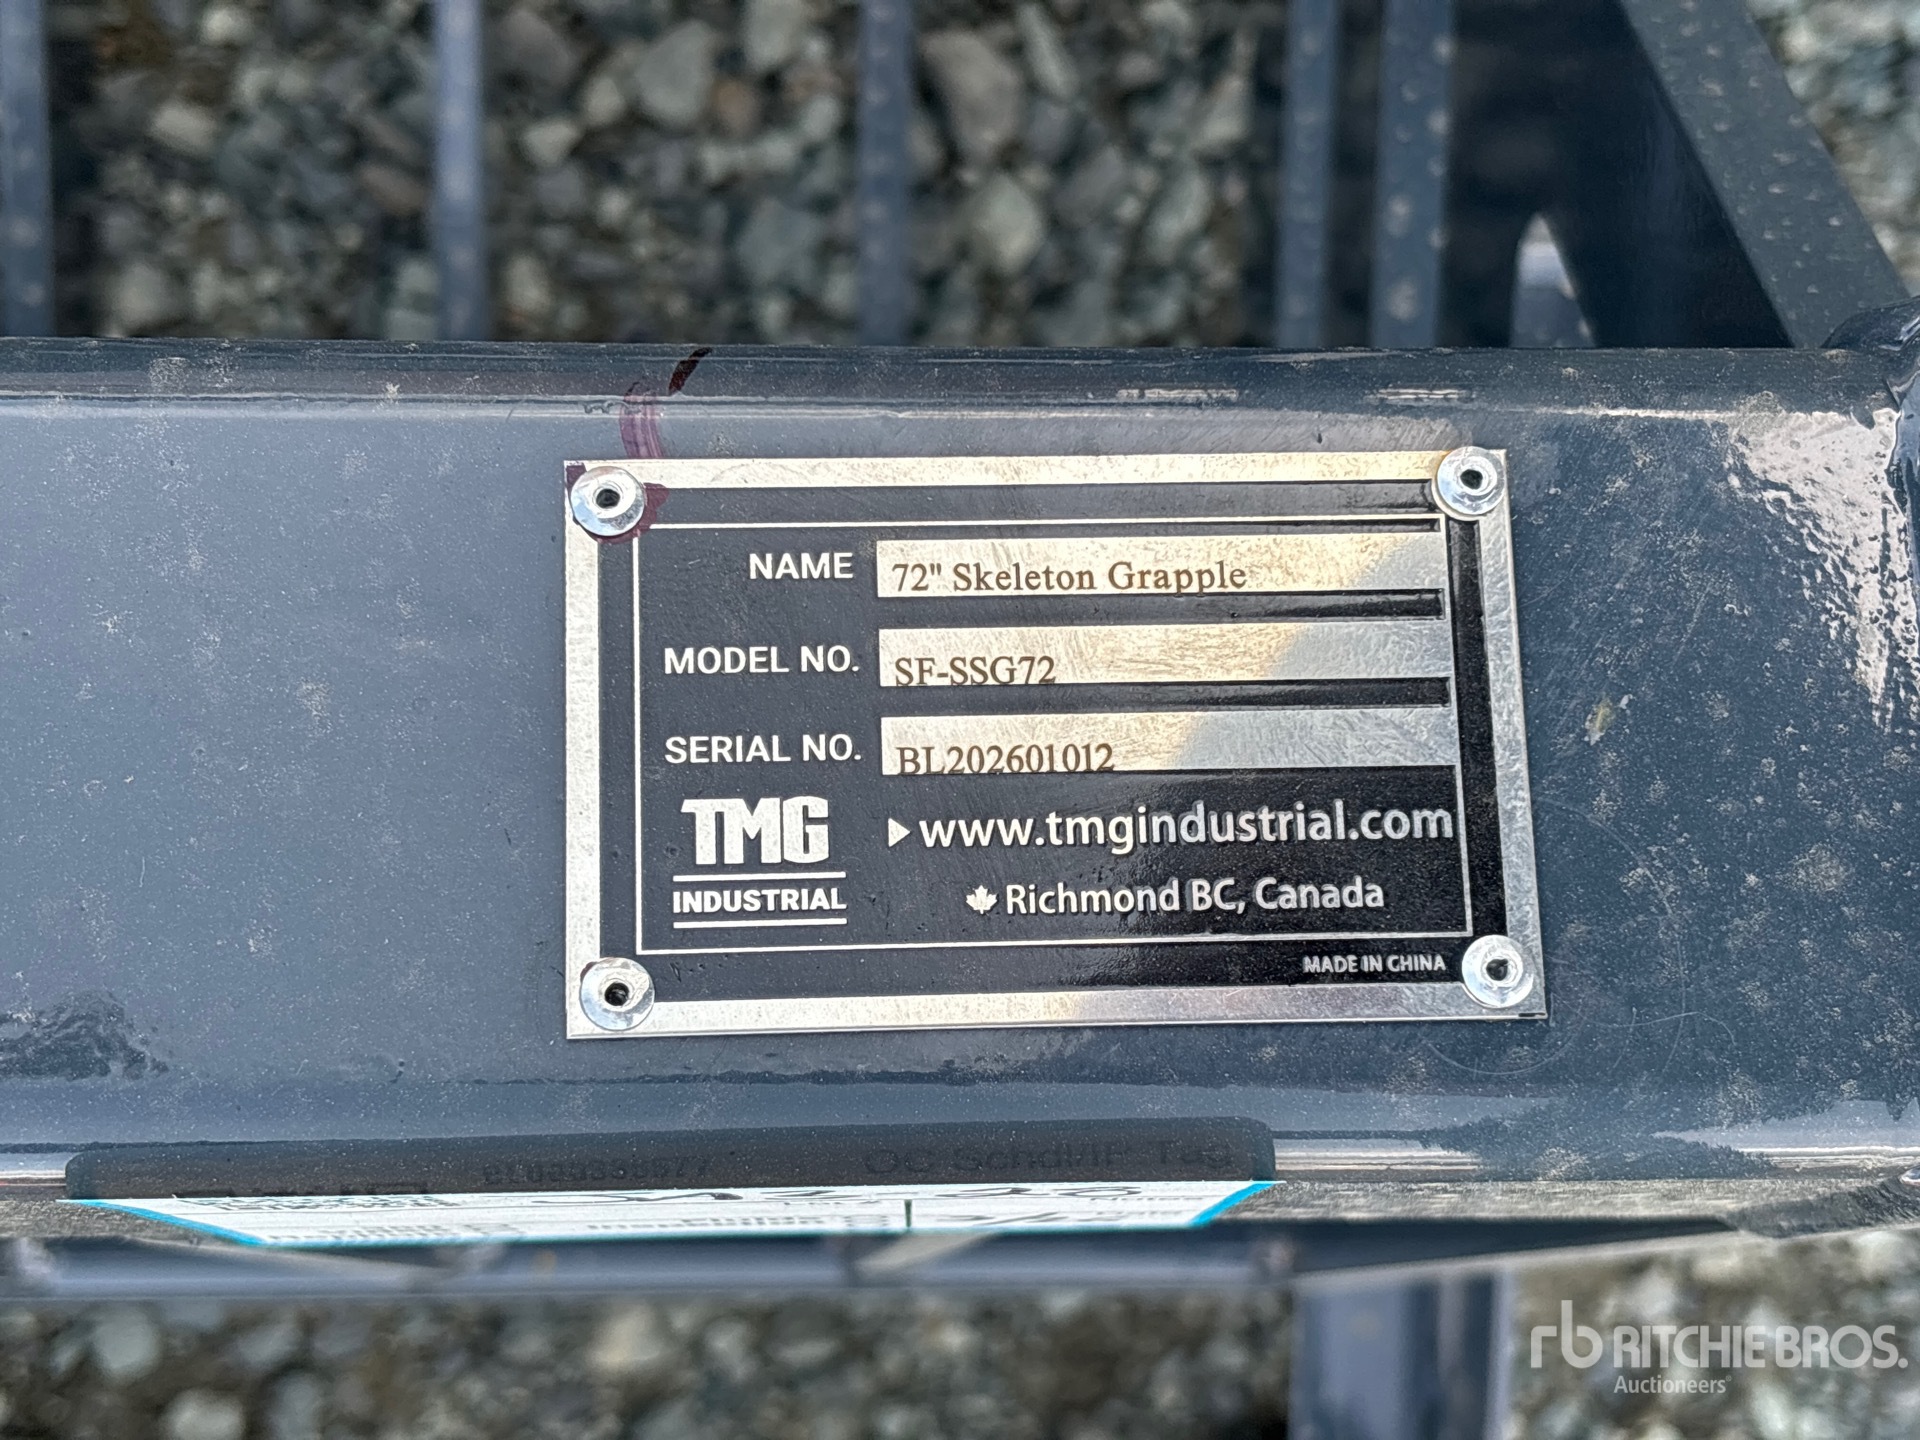 NAME 72" Skeleton Grapple
MODEL NO. SF-SSG72
SERIAL NO. BL202601012
TMG INDUSTRIAL
www.tmgindustrial.com
Richmond BC, Canada
MADE IN CHINA
rb RITCHIE BROS.
Auctioneers